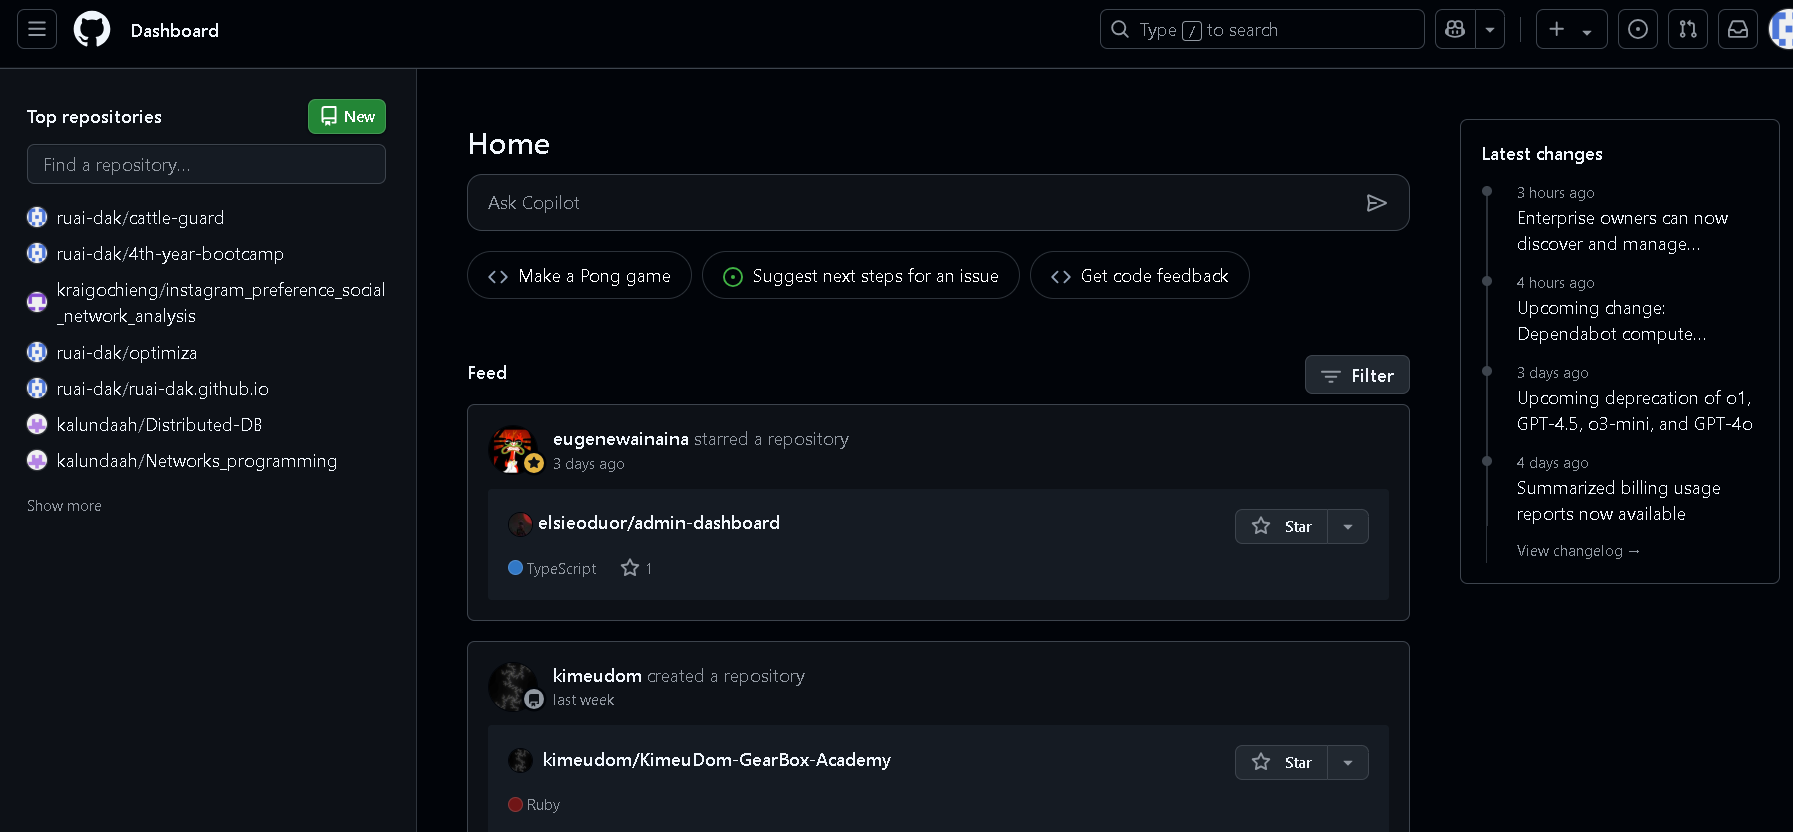 Dashboard
Type / to search
Top repositories
New
Find a repository...
ruai-dak/cattle-guard
ruai-dak/4th-year-bootcamp
kraigochieng/instagram_preference_social
_network_analysis
ruai-dak/optimiza
ruai-dak/ruai-dak.github.io
kalundaah/Distributed-DB
kalundaah/Networks_programming
Show more
Home
Ask Copilot
Make a Pong game
Suggest next steps for an issue
Get code feedback
Feed
Filter
eugenewainaina starred a repository
3 days ago
elsieoduor/admin-dashboard
Star
TypeScript
1
kimeudom created a repository
last week
kimeudom/KimeuDom-GearBox-Academy
Star
Ruby
Latest changes
3 hours ago
Enterprise owners can now
discover and manage...
4 hours ago
Upcoming change:
Dependabot compute...
3 days ago
Upcoming deprecation of o1,
GPT-4.5, o3-mini, and GPT-4o
4 days ago
Summarized billing usage
reports now available
View changelog →